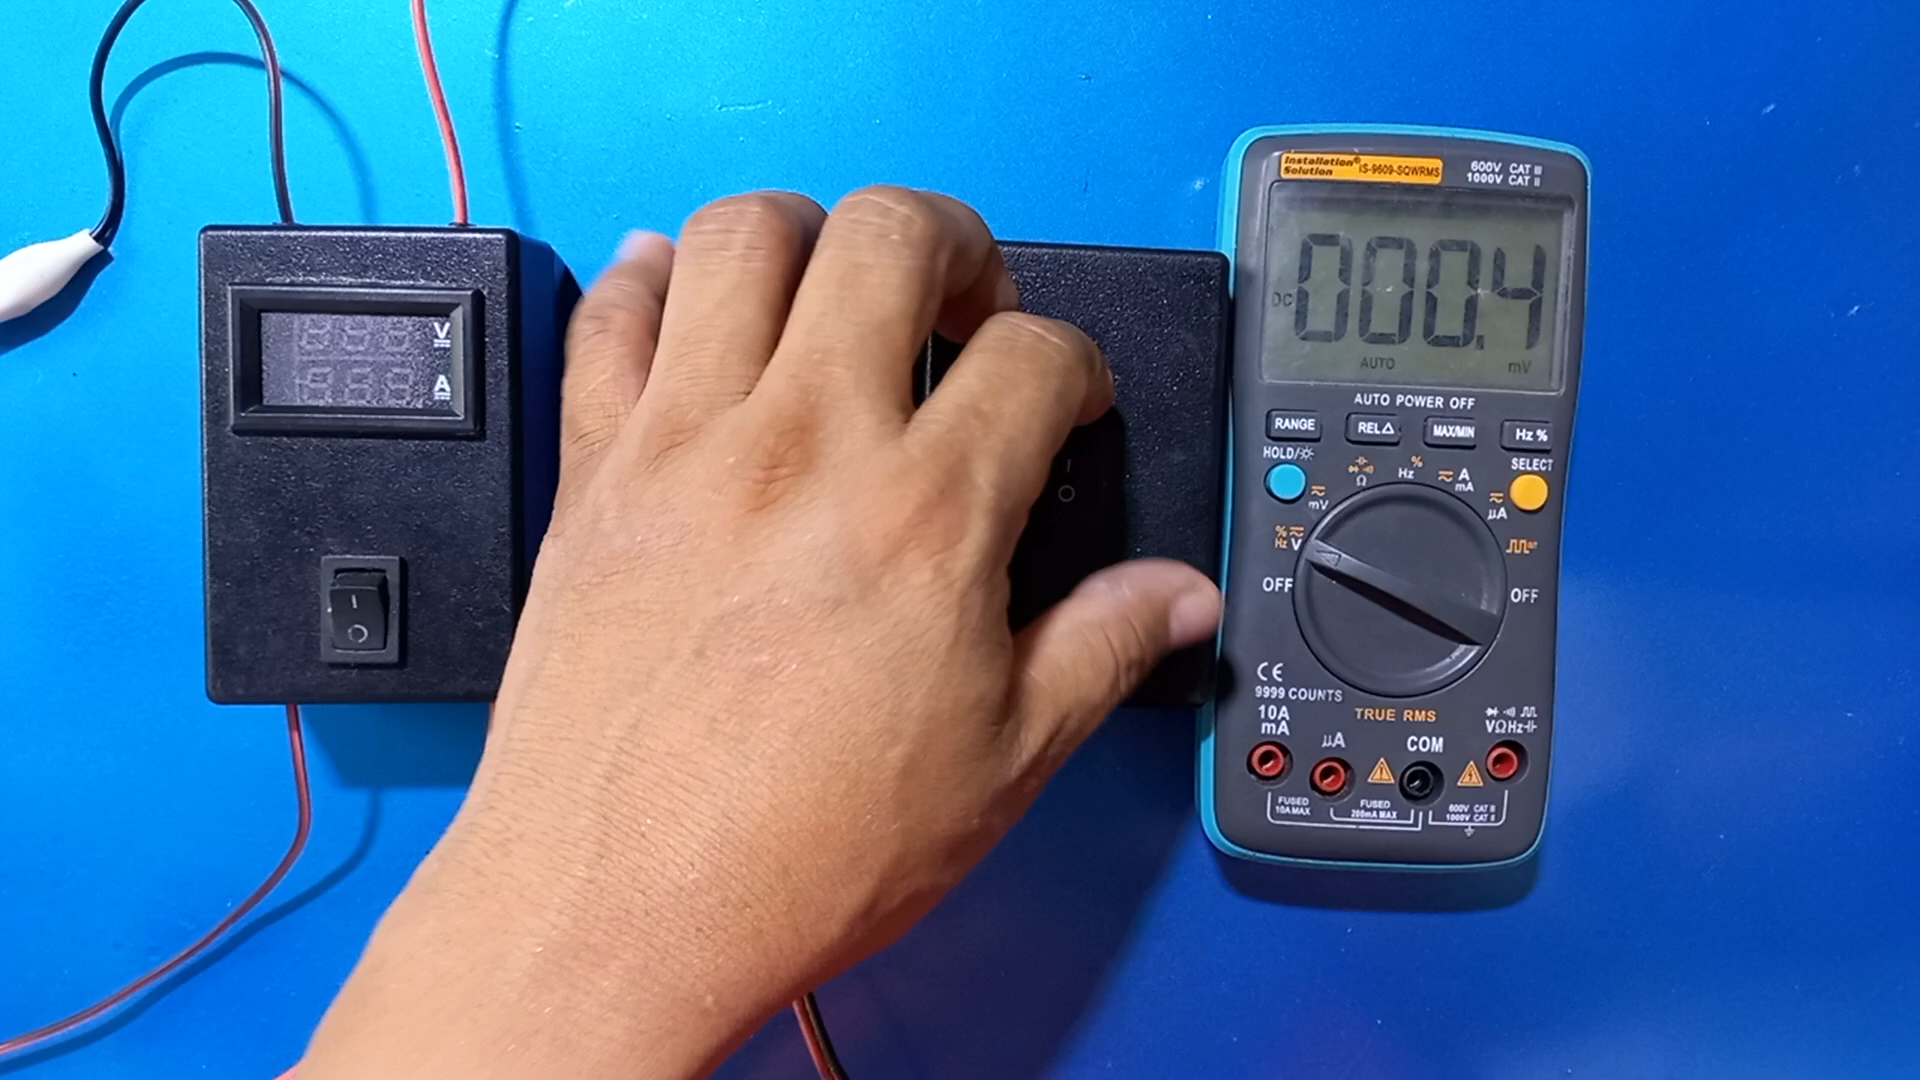 V
A
I
O
I
O
Installation®
Solution
IS-9609-SQWRMS
600V CAT III
1000V CAT II
DC
000.4
AUTO
mV
AUTO POWER OFF
RANGE
REL△
MAX/MIN
Hz %
HOLD/
SELECT
mV
Ω
Hz
%
A
mA
μA
%
Hz V
OFF
OFF
CE
9999 COUNTS
TRUE RMS
10A
mA
μA
COM
VΩHz
FUSED
10A MAX
FUSED
200mA MAX
600V CAT III
1000V CAT II